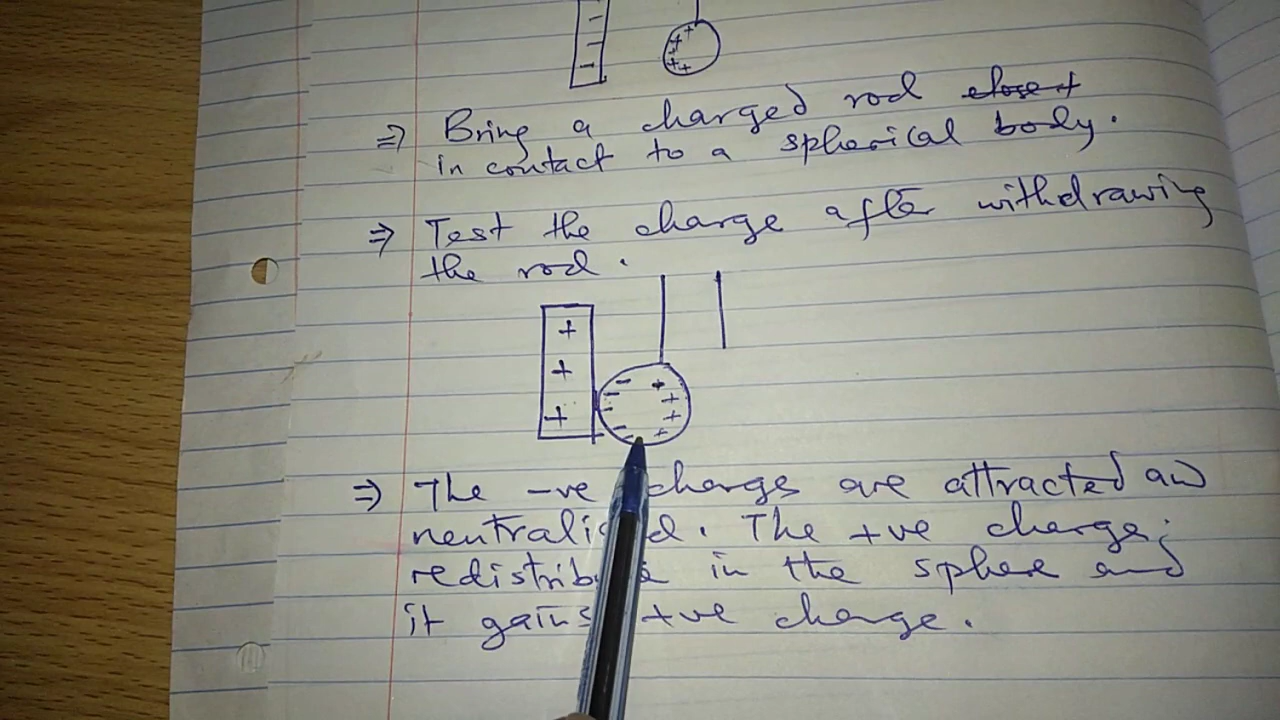 ⇒ Bring a charged rod close t
in contact to a spherical body.
⇒ Test the charge after withdrawing
the rod.
+
+
+
⇒ The -ve charges are attracted and
neutralised. The +ve charges
redistribute in the sphere and
it gains +ve charge.